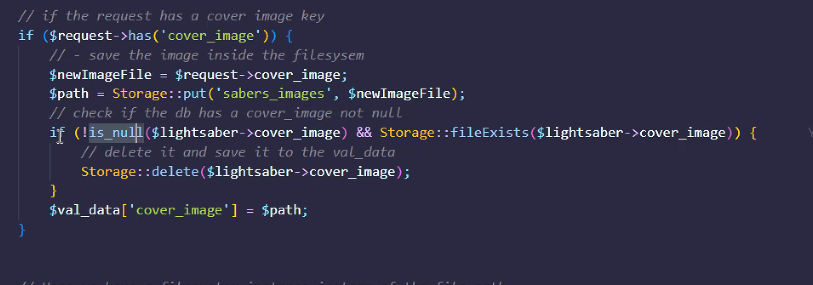 // if the request has a cover image key
if ($request->has('cover_image')) {
// - save the image inside the filesysem
$newImageFile = $request->cover_image;
$path = Storage::put('sabers_images', $newImageFile);
// check if the db has a cover_image not null
if (!is_null($lightsaber->cover_image) && Storage::fileExists($lightsaber->cover_image)) {
// delete it and save it to the val_data
Storage::delete($lightsaber->cover_image);
}
$val_data['cover_image'] = $path;
}